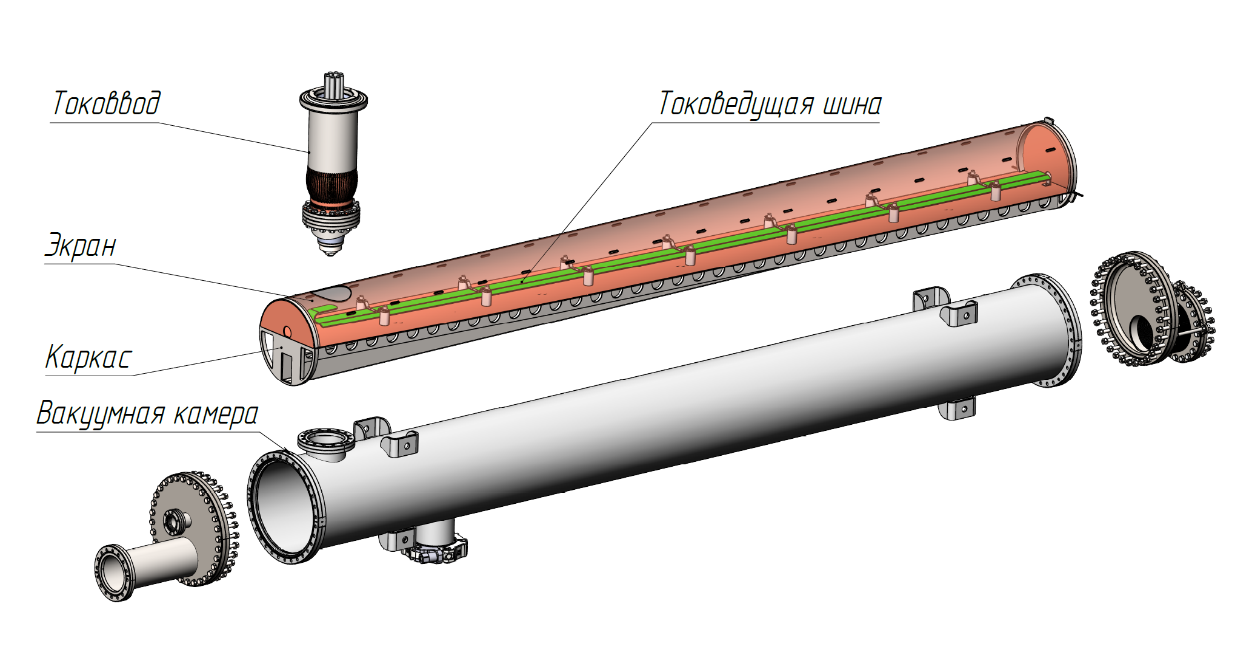 Токоввод
Токоведущая шина
Экран
Каркас
Вакуумная камера